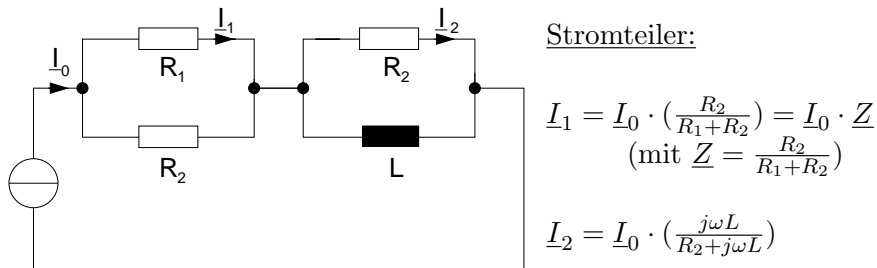 I₁ I₂
I₀ R₁ R₂
R₂ L
Stromteiler:
I₁ = I₀ · (R₂/(R₁+R₂)) = I₀ · Z
(mit Z = R₂/(R₁+R₂))
I₂ = I₀ · (jωL/(R₂+jωL))